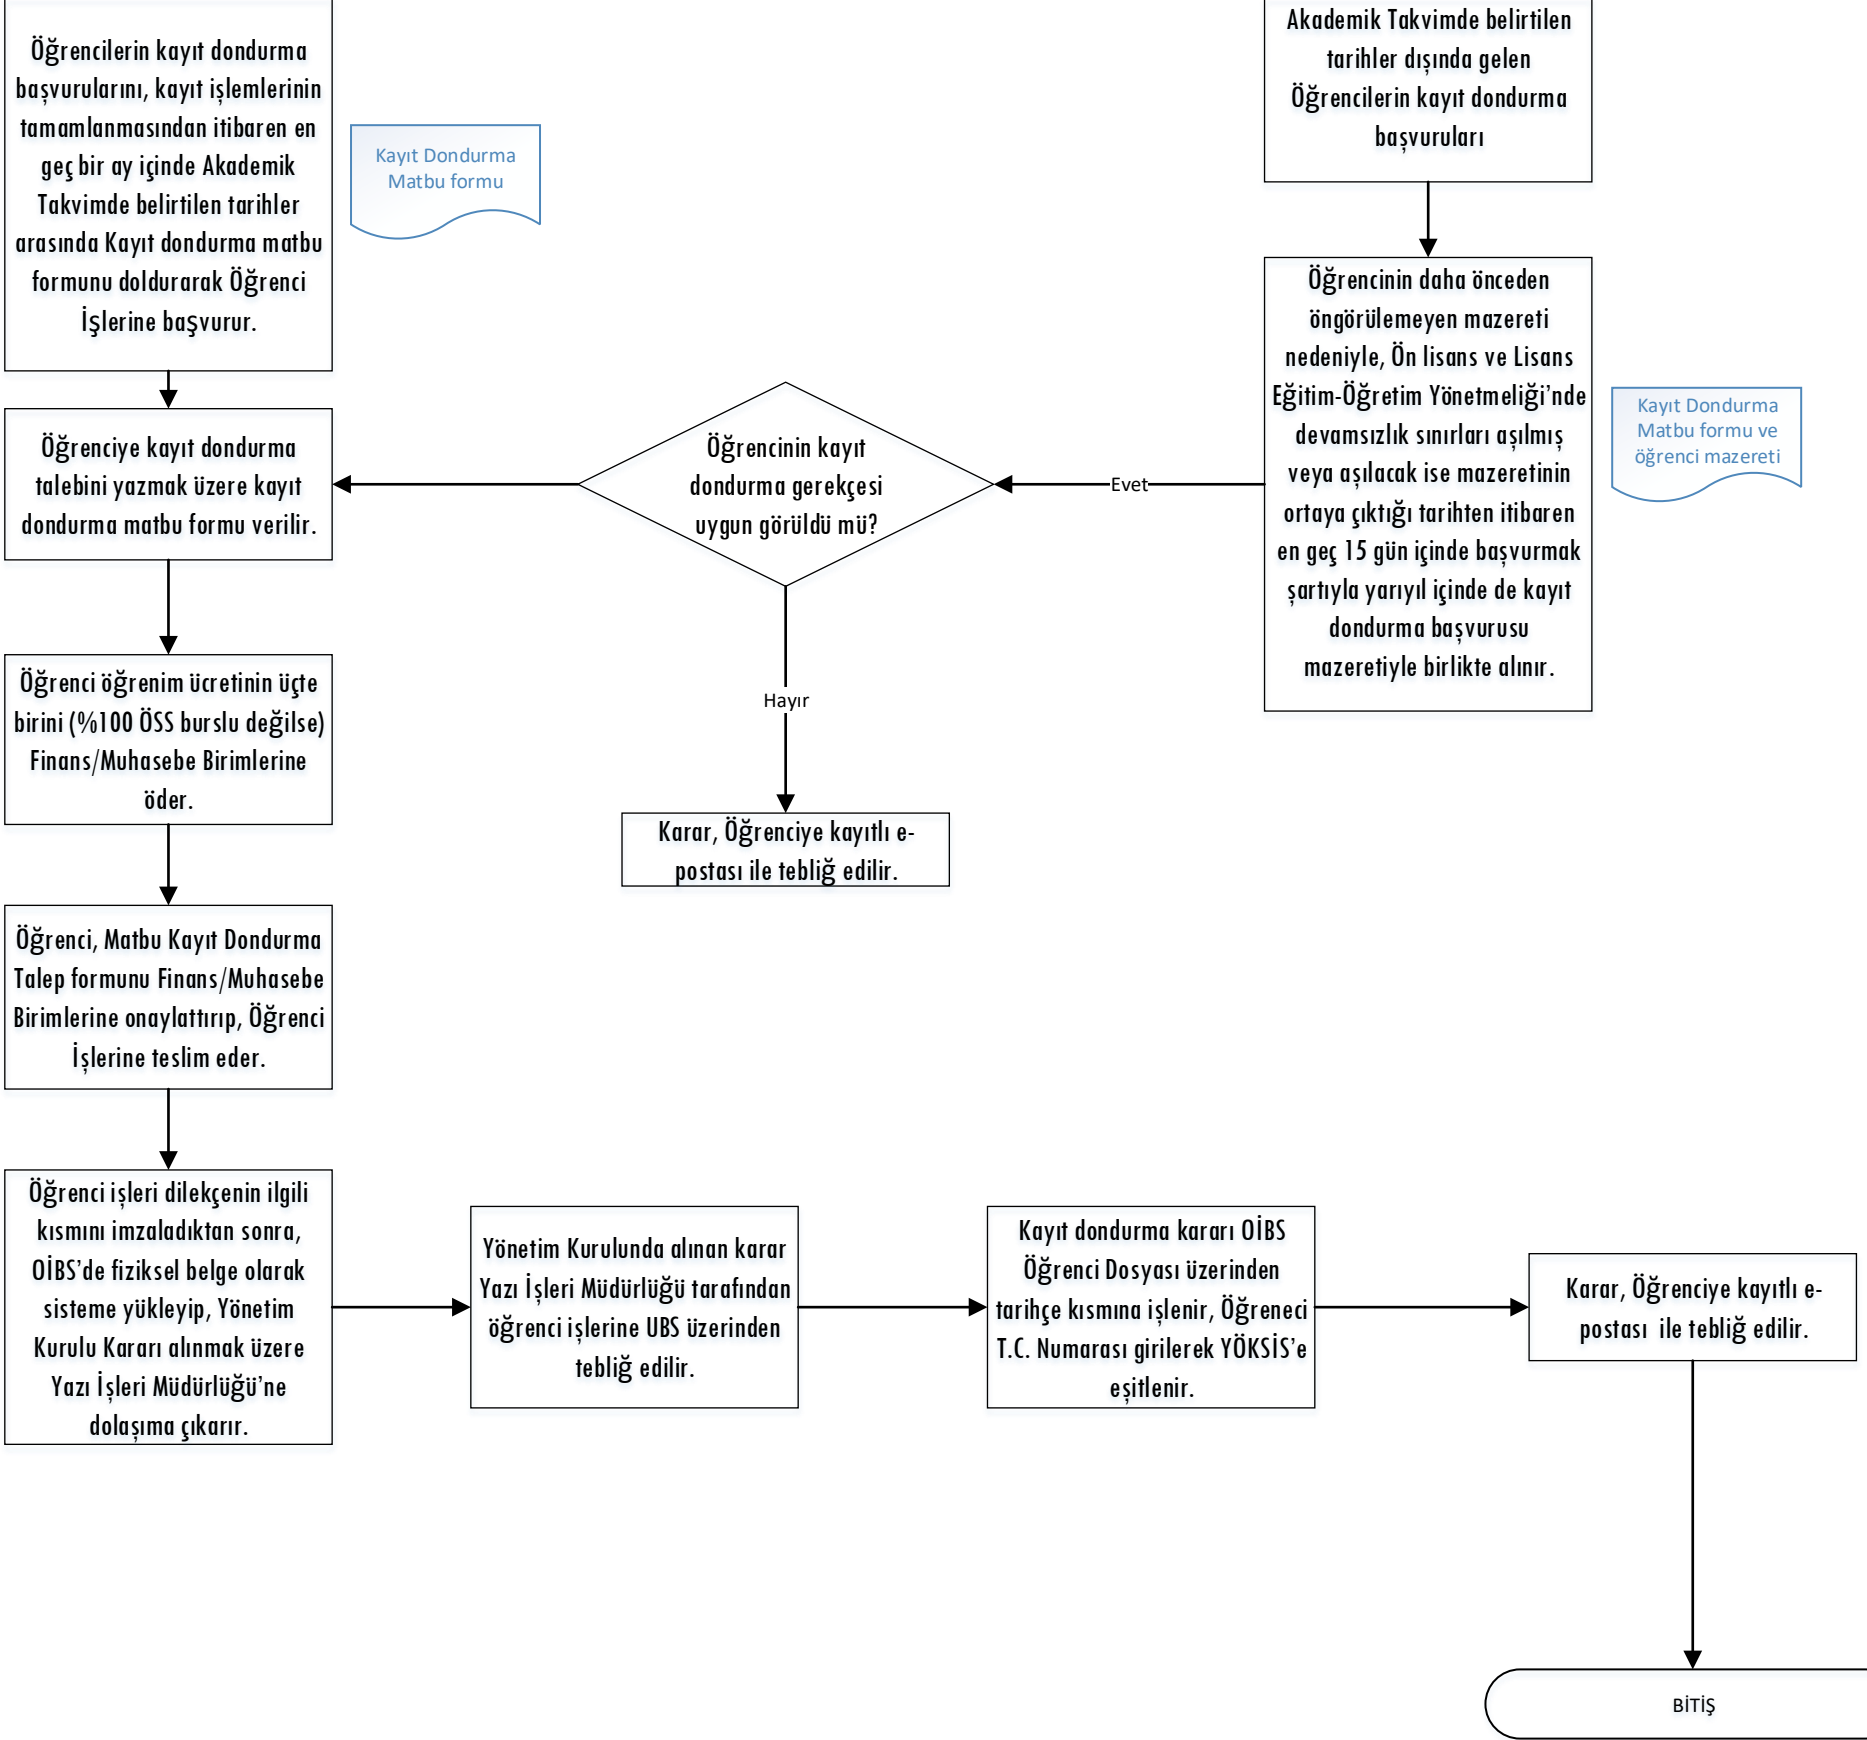 Öğrencilerin kayıt dondurma
başvurularını, kayıt işlemlerinin
tamamlanmasından itibaren en
geç bir ay içinde Akademik
Takvimde belirtilen tarihler
arasında Kayıt dondurma matbu
formunu doldurarak Öğrenci
İşlerine başvurur.
Kayıt Dondurma
Matbu formu
Akademik Takvimde belirtilen
tarihler dışında gelen
Öğrencilerin kayıt dondurma
başvuruları
Öğrencinin daha önceden
öngörülemeyen mazereti
nedeniyle, Ön lisans ve Lisans
Eğitim-Öğretim Yönetmeliği’nde
devamsızlık sınırları aşılmış
veya aşılacak ise mazeretinin
ortaya çıktığı tarihten itibaren
en geç 15 gün içinde başvurmak
şartıyla yarıyıl içinde de kayıt
dondurma başvurusu
mazeretiyle birlikte alınır.
Kayıt Dondurma
Matbu formu ve
öğrenci mazereti
Evet
Öğrencinin kayıt
dondurma gerekçesi
uygun görüldü mü?
Hayır
Karar, Öğrenciye kayıtlı e-
postası ile tebliğ edilir.
Öğrenciye kayıt dondurma
talebini yazmak üzere kayıt
dondurma matbu formu verilir.
Öğrenci öğrenim ücretinin üçte
birini (%100 ÖSS burslu değilse)
Finans/Muhasebe Birimlerine
öder.
Öğrenci, Matbu Kayıt Dondurma
Talep formunu Finans/Muhasebe
Birimlerine onaylattırıp, Öğrenci
İşlerine teslim eder.
Öğrenci işleri dilekçenin ilgili
kısmını imzaladıktan sonra,
OİBS’de fiziksel belge olarak
sisteme yükleyip, Yönetim
Kurulu Kararı alınmak üzere
Yazı İşleri Müdürlüğü’ne
dolaşıma çıkarır.
Yönetim Kurulunda alınan karar
Yazı İşleri Müdürlüğü tarafından
öğrenci işlerine UBS üzerinden
tebliğ edilir.
Kayıt dondurma kararı OİBS
Öğrenci Dosyası üzerinden
tarihçe kısmına işlenir, Öğreneci
T.C. Numarası girilerek YÖKSİS’e
eşitlenir.
Karar, Öğrenciye kayıtlı e-
postası ile tebliğ edilir.
BİTİŞ